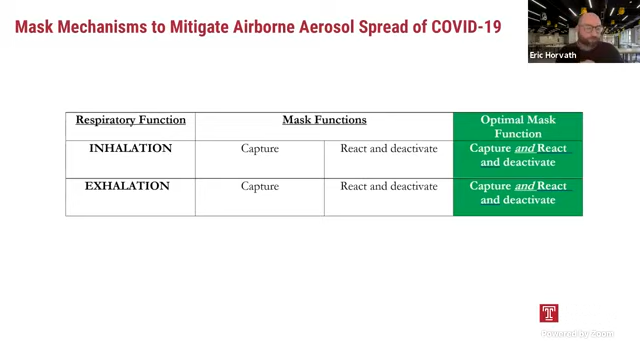 Mask Mechanisms to Mitigate Airborne Aerosol Spread of COVID-19
Eric Horvath
Respiratory Function
Mask Functions
Optimal Mask
Function
INHALATION
Capture
React and deactivate
Capture and React
and deactivate
EXHALATION
Capture
React and deactivate
Capture and React
and deactivate
T
Powered by Zoom